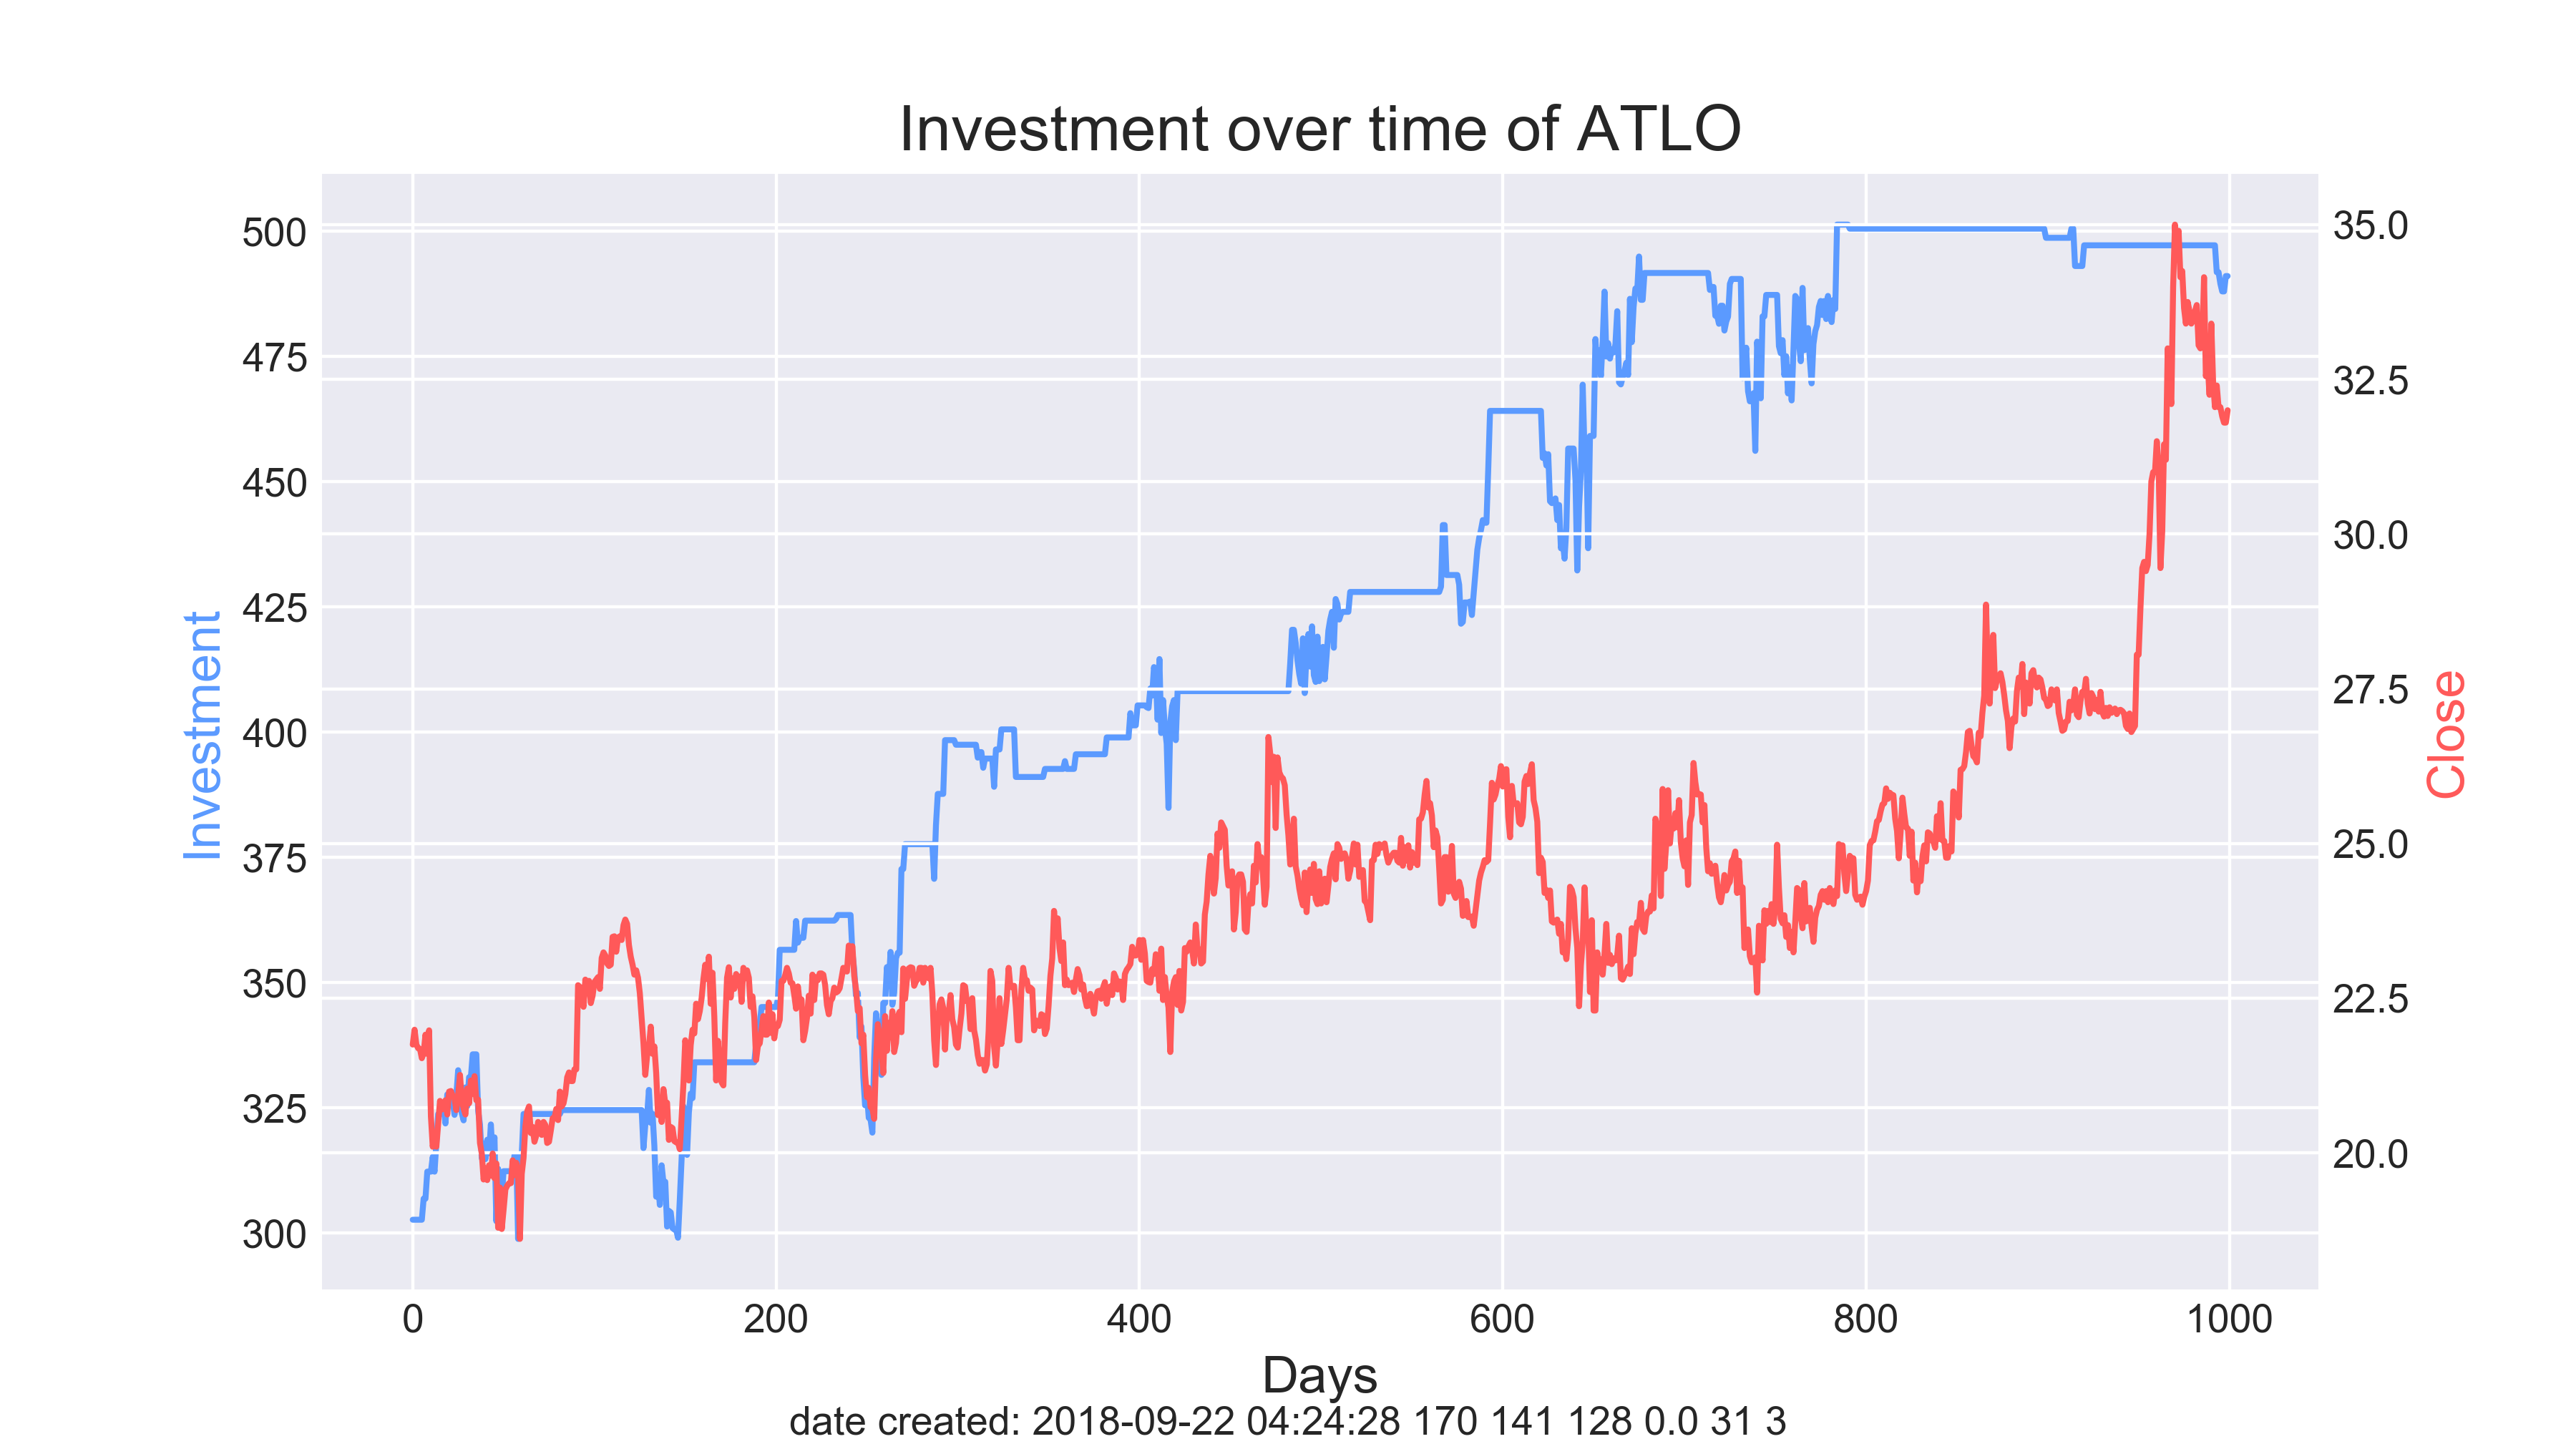 Investment over time of ATLO
500
475
450
425
400
375
350
325
300
Investment
35.0
32.5
30.0
27.5
25.0
22.5
20.0
Close
0 200 400 600 800 1000
Days
date created: 2018-09-22 04:24:28 170 141 128 0.0 31 3